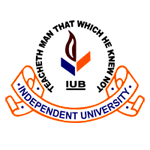 TEACHETH MAN THAT WHICH HE KNEW NOT
IUB
INDEPENDENT UNIVERSITY